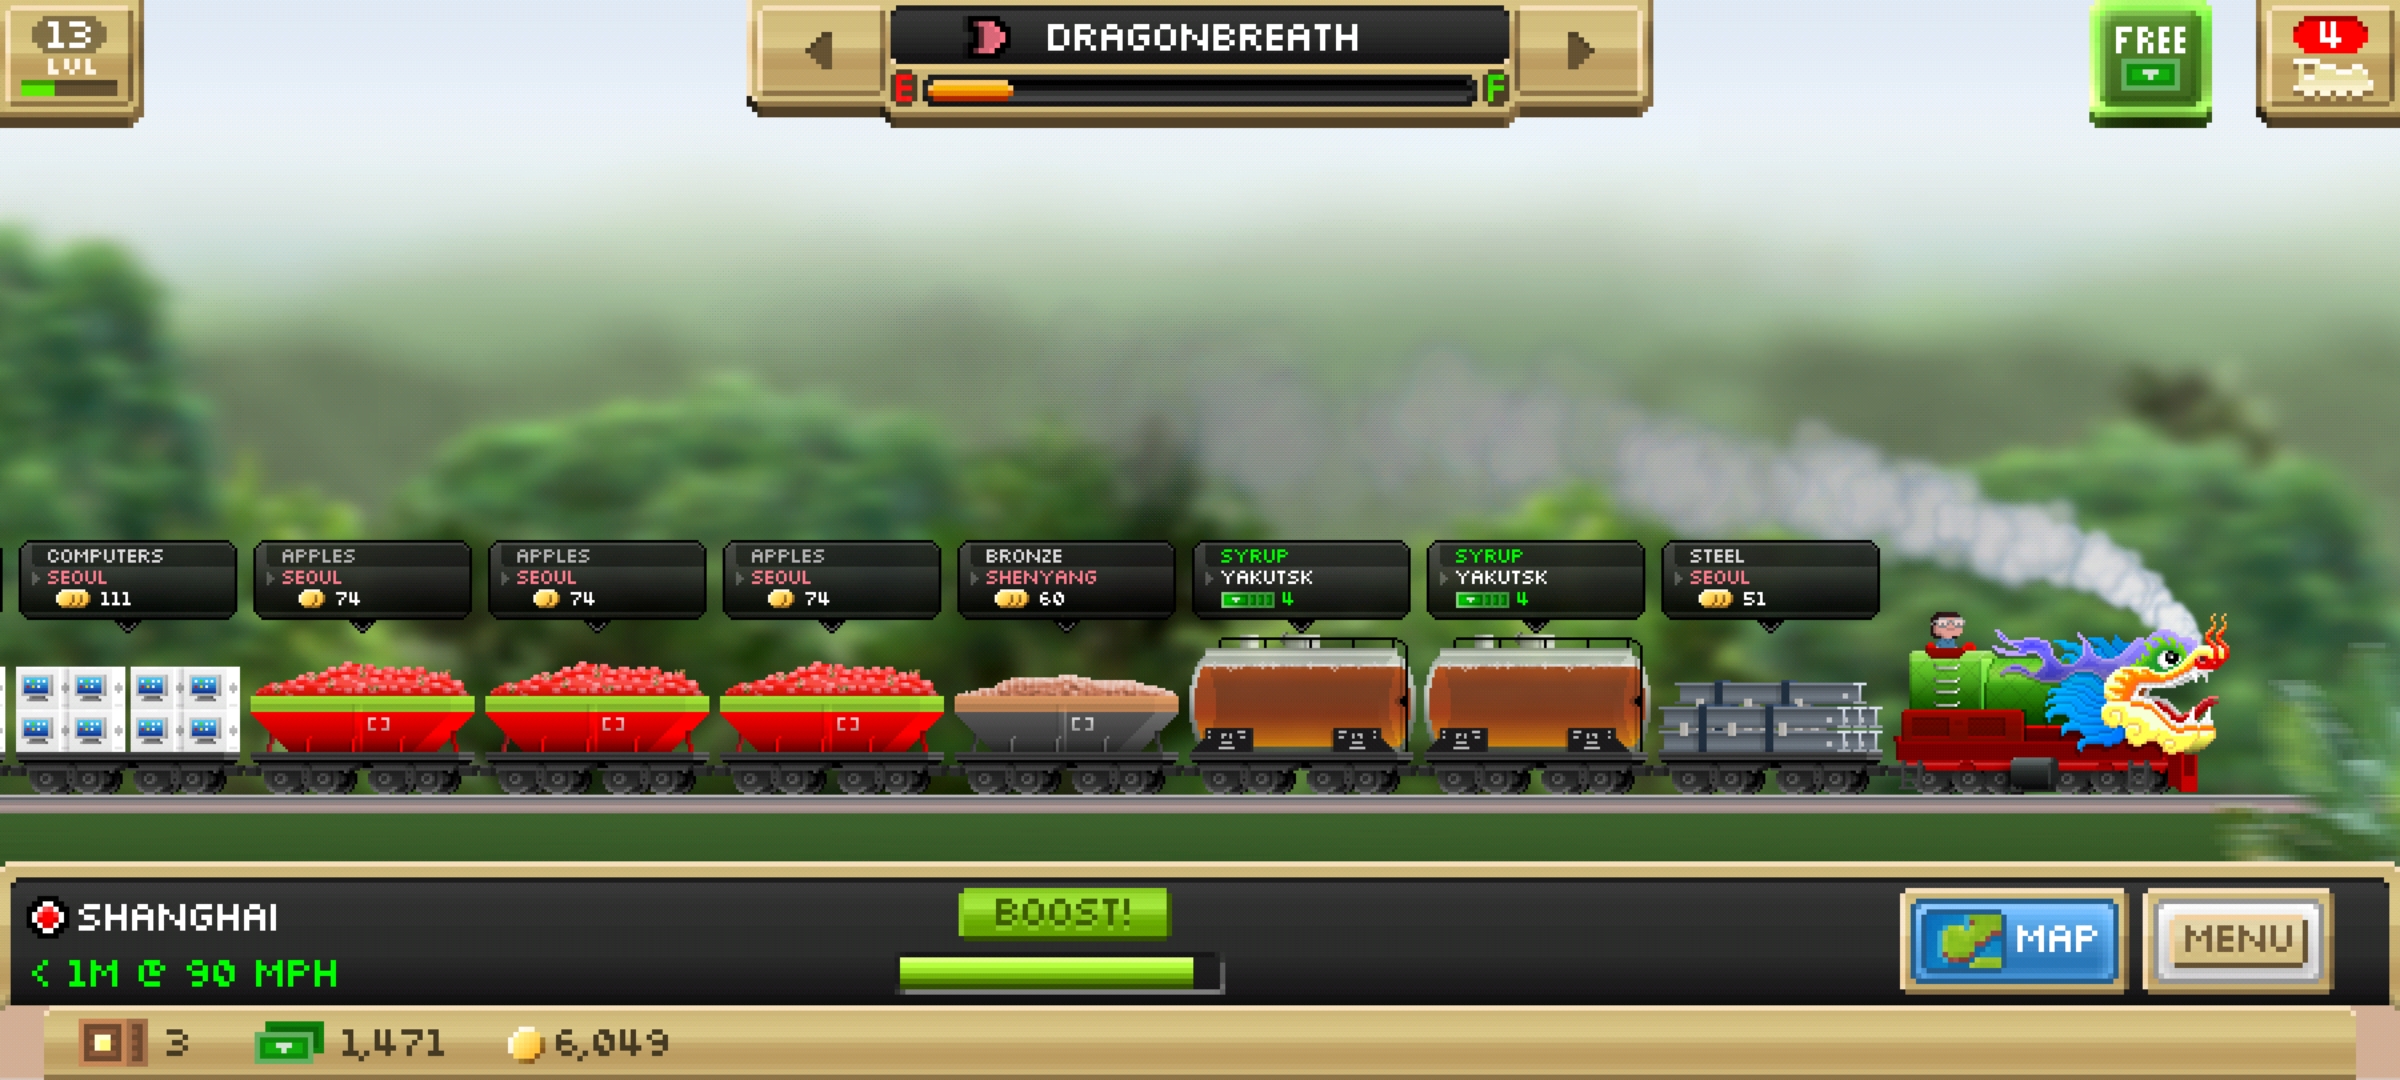 13
LVL
DRAGONBREATH
E
F
FREE
4
COMPUTERS
SEOUL
111
APPLES
SEOUL
74
APPLES
SEOUL
74
APPLES
SEOUL
74
BRONZE
SHENYANG
60
SYRUP
YAKUTSK
4
SYRUP
YAKUTSK
4
STEEL
SEOUL
51
SHANGHAI
< 1M @ 90 MPH
BOOST!
MAP
MENU
3
1,471
6,049